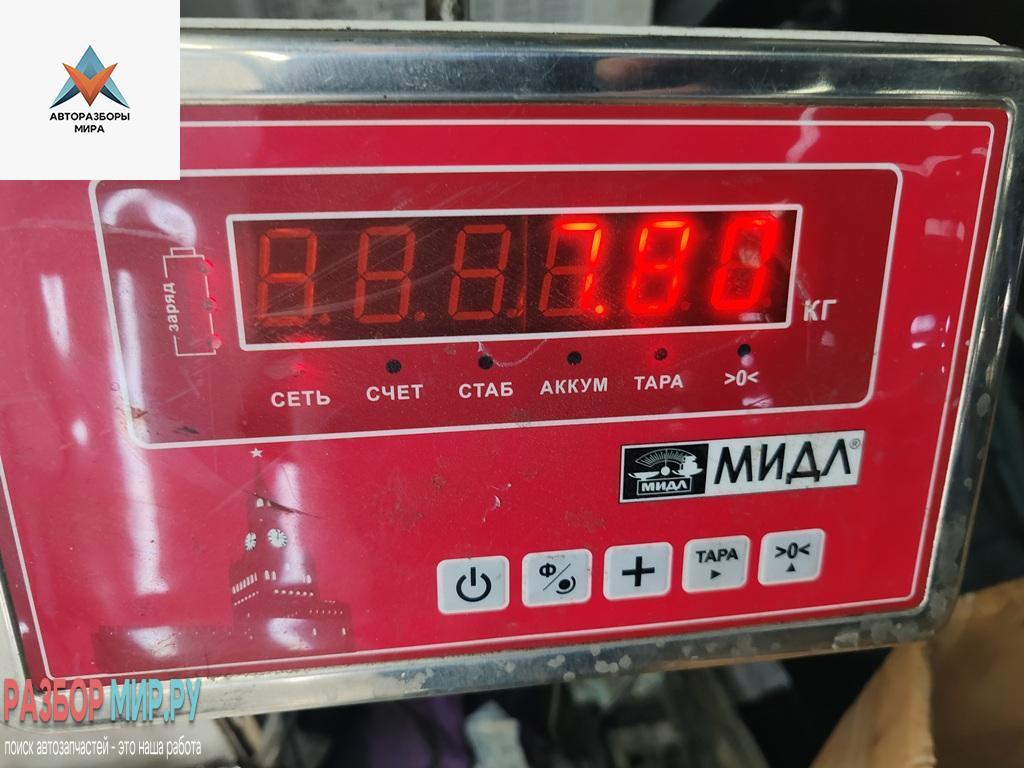 АВТОРАЗБОРЫ
МИРА
заряд
7.80
КГ
СЕТЬ СЧЕТ СТАБ АККУМ ТАРА >0<
МИДЛ МИДЛ®
Ф ТАРА >0<
РАЗБОР МИР.РУ
поиск автозапчастей - это наша работа